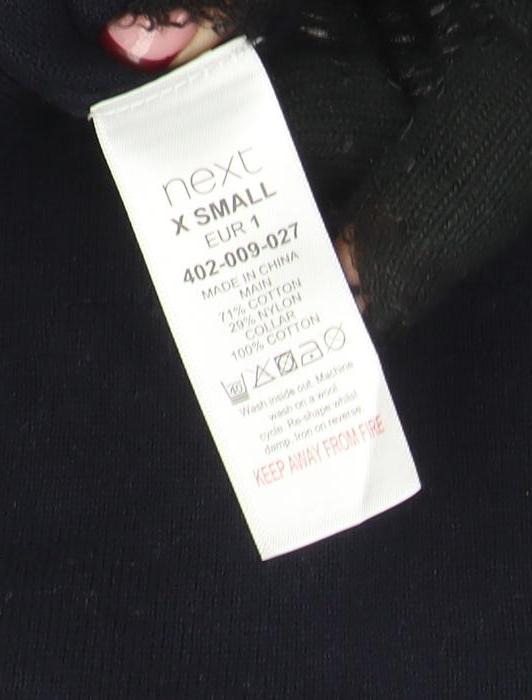 next
X SMALL
EUR 1
402-009-027
MADE IN CHINA
MAIN
71% COTTON
29% NYLON
COLLAR
100% COTTON
40
Wash inside out. Machine
wash on a wool
cycle. Re-shape whilst
damp. Iron on reverse.
KEEP AWAY FROM FIRE